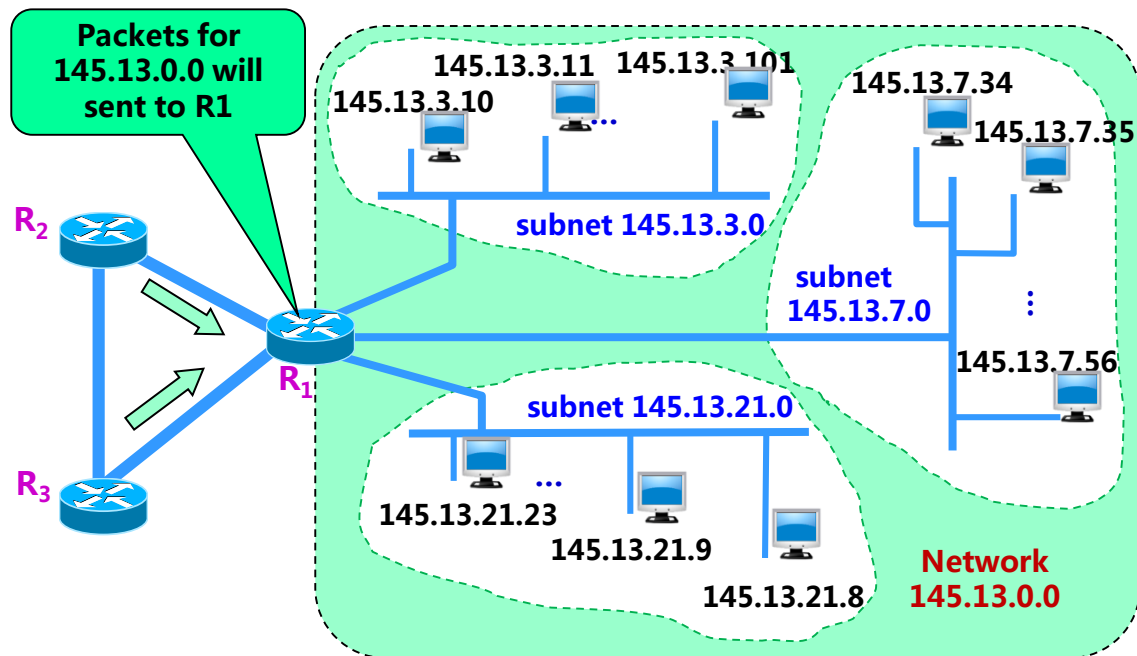 Packets for
145.13.0.0 will
sent to R1
145.13.3.10
145.13.3.11
...
145.13.3.101
subnet 145.13.3.0
145.13.7.34
145.13.7.35
...
145.13.7.56
subnet
145.13.7.0
R2
R1
R3
subnet 145.13.21.0
145.13.21.23
...
145.13.21.9
145.13.21.8
Network
145.13.0.0